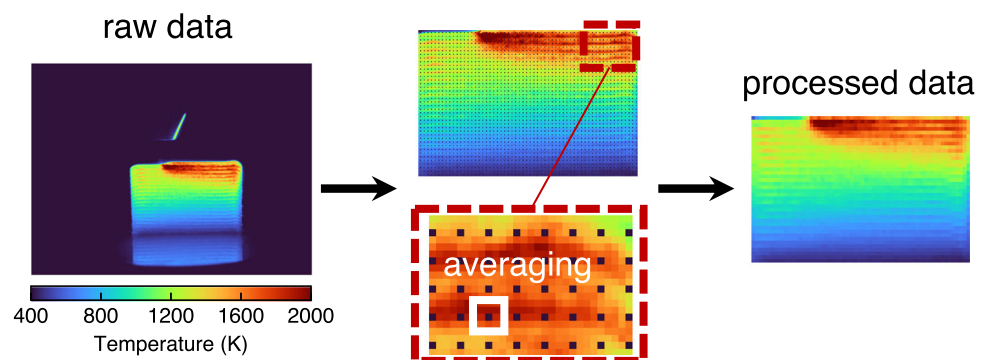 raw data
processed data
averaging
400 800 1200 1600 2000
Temperature (K)